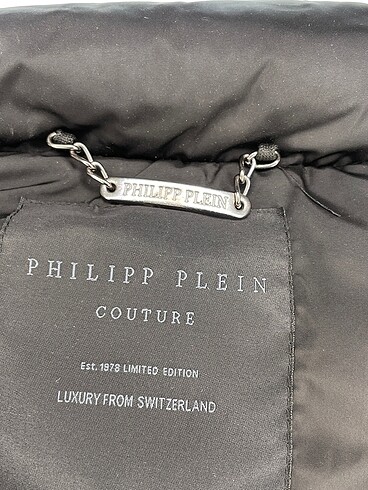 PHILIPP PLEIN
PHILIPP PLEIN
COUTURE
Est. 1978 LIMITED EDITION
LUXURY FROM SWITZERLAND